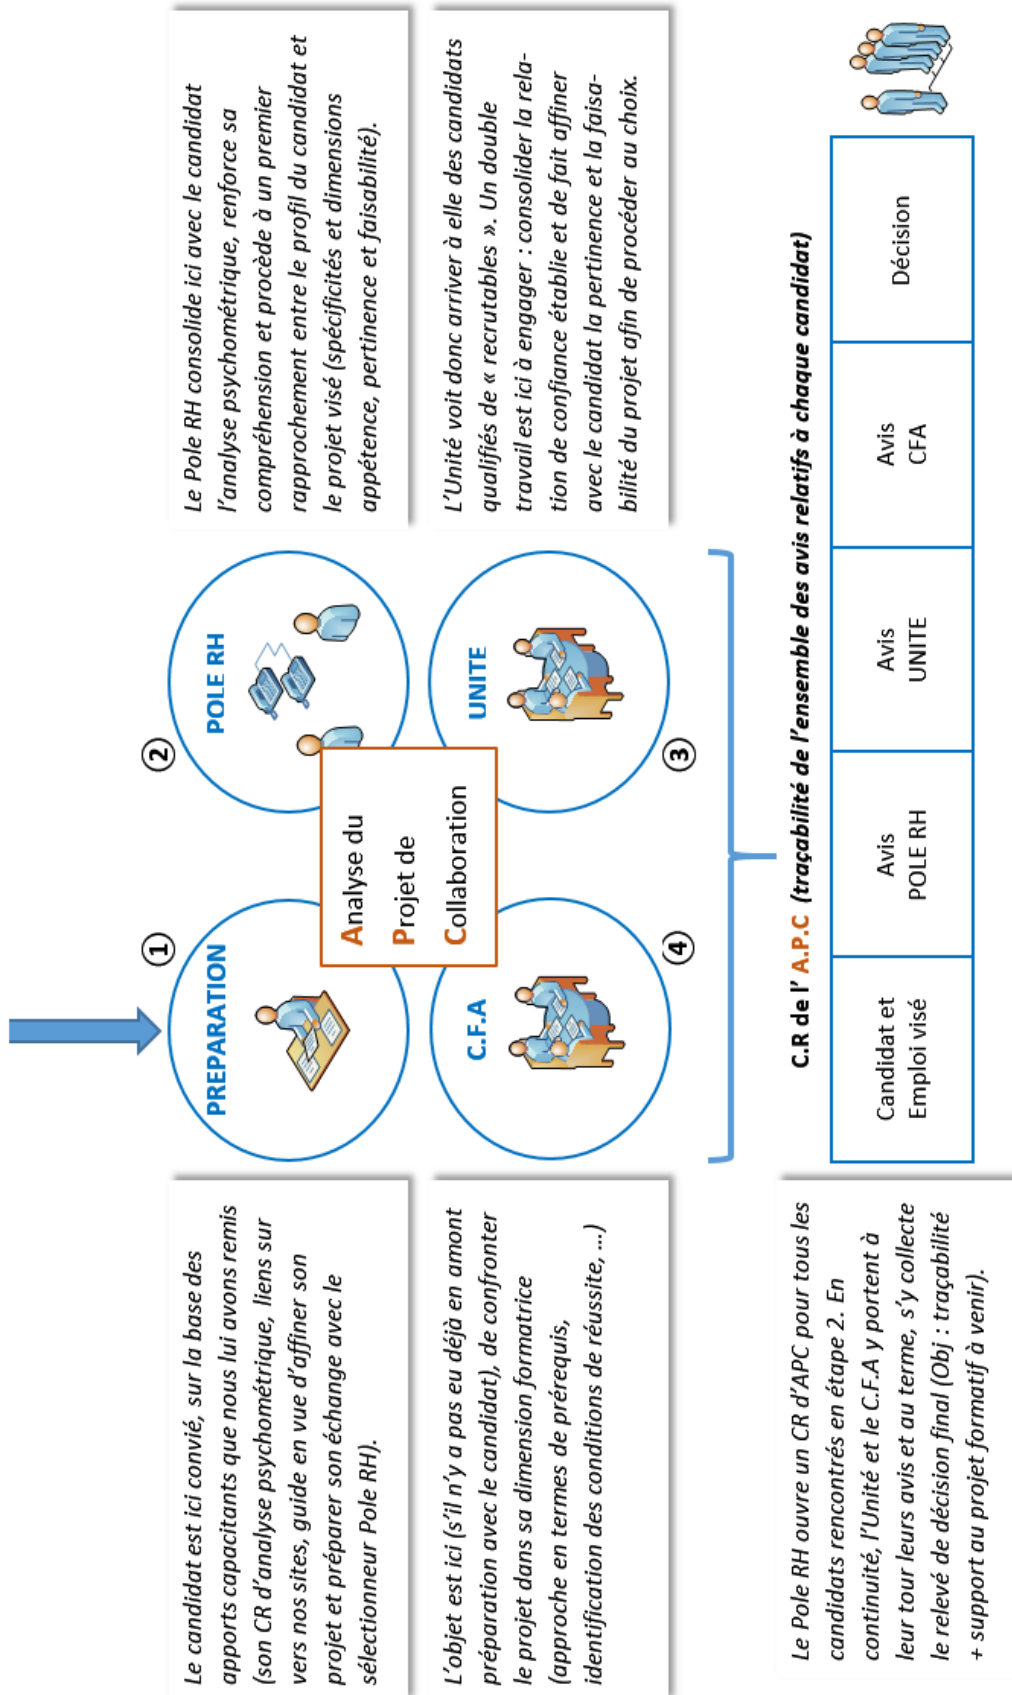 Le candidat est ici convié, sur la base des
apports capacitants que nous lui avons remis
(son CR d'analyse psychométrique, liens sur
vers nos sites, guide en vue d'affiner son
projet et préparer son échange avec le
sélectionneur Pole RH).
①
PREPARATION
②
POLE RH
Le Pole RH consolide ici avec le candidat
l'analyse psychométrique, renforce sa
compréhension et procède à un premier
rapprochement entre le profil du candidat et
le projet visé (spécificités et dimensions
appétence, pertinence et faisabilité).
Analyse du
Projet de
Collaboration
L'objet est ici (s'il n'y a pas eu déjà en amont
préparation avec le candidat), de confronter
le projet dans sa dimension formatrice
(approche en termes de prérequis,
identification des conditions de réussite, ...)
C.F.A
④
UNITE
③
L'Unité voit donc arriver à elle des candidats
qualifiés de « recrutables ». Un double
travail est ici à engager : consolider la rela-
tion de confiance établie et de fait affiner
avec le candidat la pertinence et la faisa-
bilité du projet afin de procéder au choix.
C.R de l' A.P.C (traçabilité de l'ensemble des avis relatifs à chaque candidat)
Le Pole RH ouvre un CR d'APC pour tous les
candidats rencontrés en étape 2. En
continuité, l'Unité et le C.F.A y portent à
leur tour leurs avis et au terme, s'y collecte
le relevé de décision final (Obj : traçabilité
+ support au projet formatif à venir).
Candidat et
Emploi visé
Avis
POLE RH
Avis
UNITE
Avis
CFA
Décision